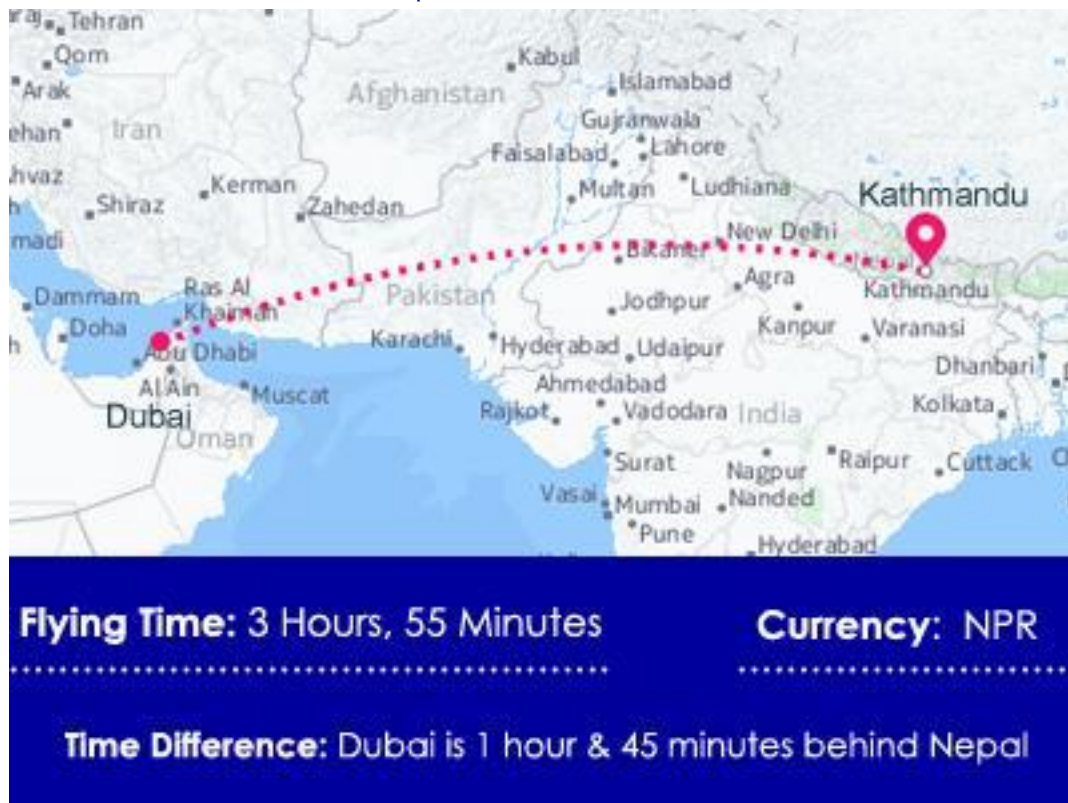 Tehran
Qom
Arak
Kabul
Islamabad
Afghanistan
Gujranwala
Iran
Faisalabad
Lahore
Kerman
Multan
Ludhiana
Shiraz
Zahedan
Kathmandu
New Delhi
Bikaner
Dammam
Ras Al
Khaimah
Pakistan
Agra
Kathmandu
Jodhpur
Doha
Karachi
Kanpur
Varanasi
Abu Dhabi
Hyderabad
Udaipur
Dhanbari
Al Ain
Muscat
Ahmedabad
Dubai
Rajkot
Vadodara
India
Kolkata
Oman
Surat
Nagpur
Raipur
Cuttack
Vasai
Mumbai
Nanded
Pune
Hyderabad
Flying Time: 3 Hours, 55 Minutes
Currency: NPR
Time Difference: Dubai is 1 hour & 45 minutes behind Nepal